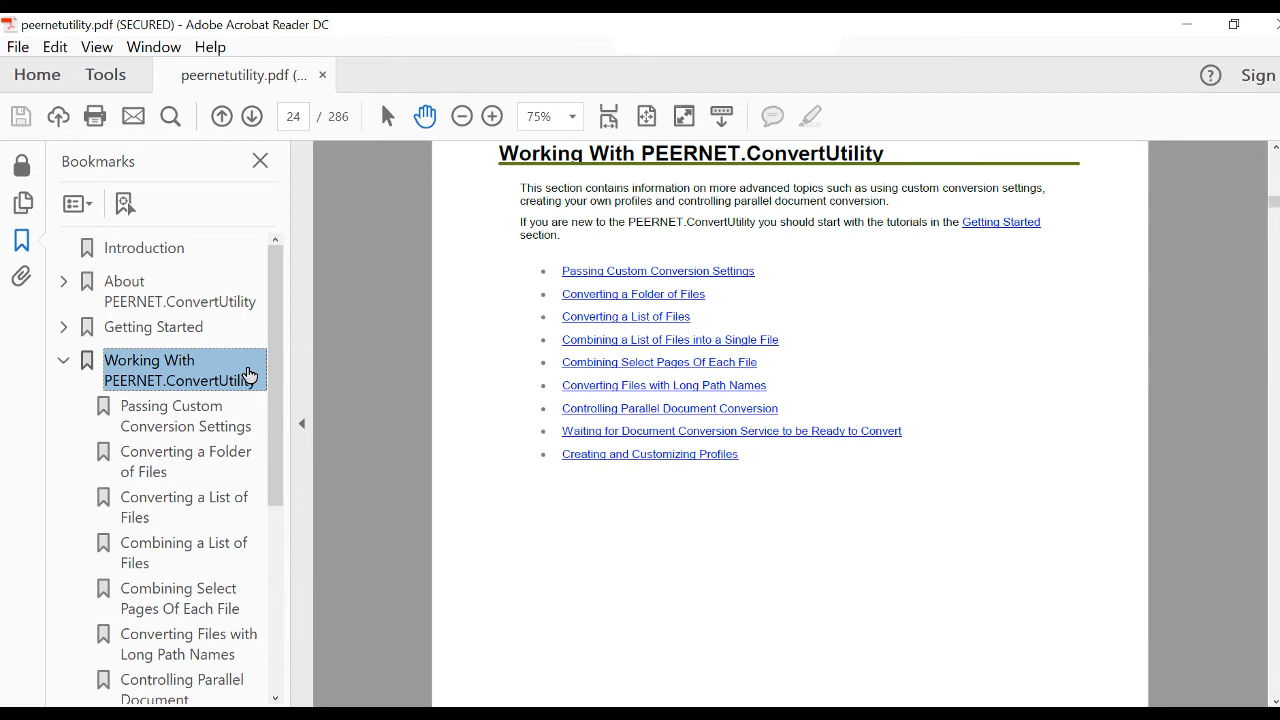 peernetutility.pdf (SECURED) - Adobe Acrobat Reader DC
File Edit View Window Help
Home Tools peernetutility.pdf (... × Sign
24 / 286 75%
Bookmarks
Introduction
About
PEERNET.ConvertUtility
Getting Started
Working With
PEERNET.ConvertUtility
Passing Custom
Conversion Settings
Converting a Folder
of Files
Converting a List of
Files
Combining a List of
Files
Combining Select
Pages Of Each File
Converting Files with
Long Path Names
Controlling Parallel
Document
Working With PEERNET.ConvertUtility
This section contains information on more advanced topics such as using custom conversion settings,
creating your own profiles and controlling parallel document conversion.
If you are new to the PEERNET.ConvertUtility you should start with the tutorials in the Getting Started
section.
• Passing Custom Conversion Settings
• Converting a Folder of Files
• Converting a List of Files
• Combining a List of Files into a Single File
• Combining Select Pages Of Each File
• Converting Files with Long Path Names
• Controlling Parallel Document Conversion
• Waiting for Document Conversion Service to be Ready to Convert
• Creating and Customizing Profiles